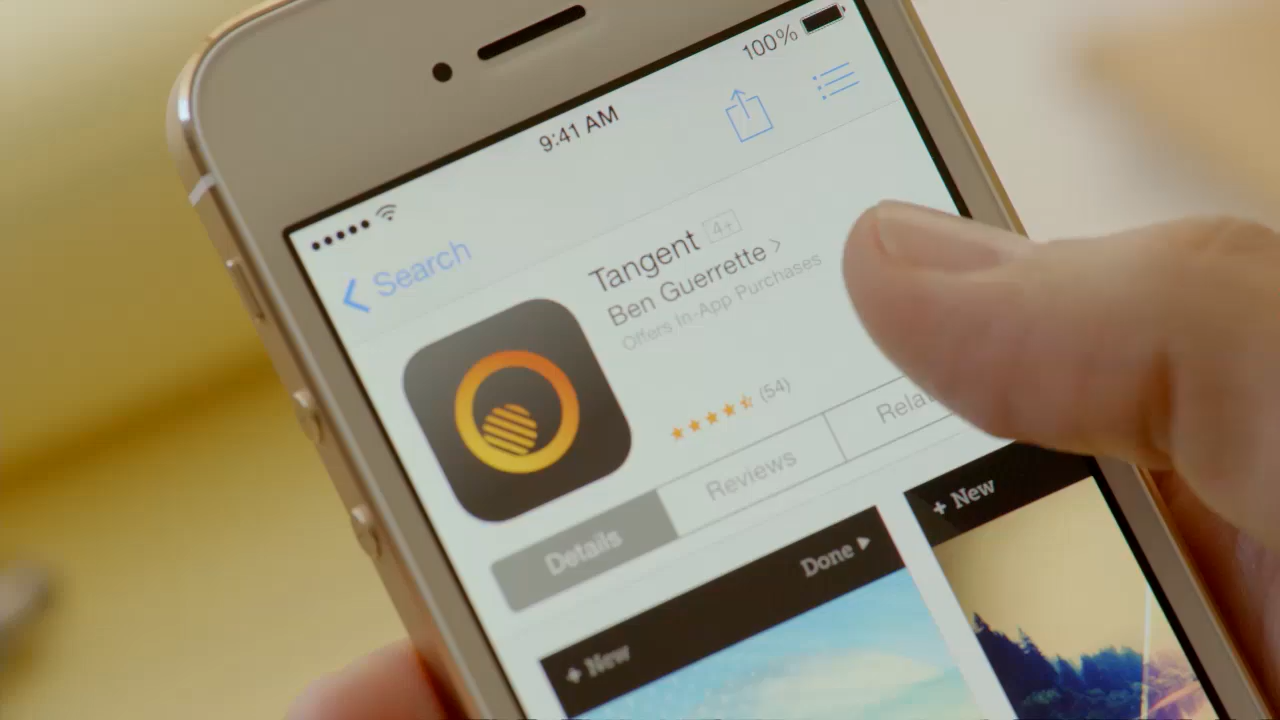 100%
9:41 AM
Search
Tangent 4+
Ben Guerrette >
Offers In-App Purchases
(54)
Details
Reviews
+ New
Done
+ New